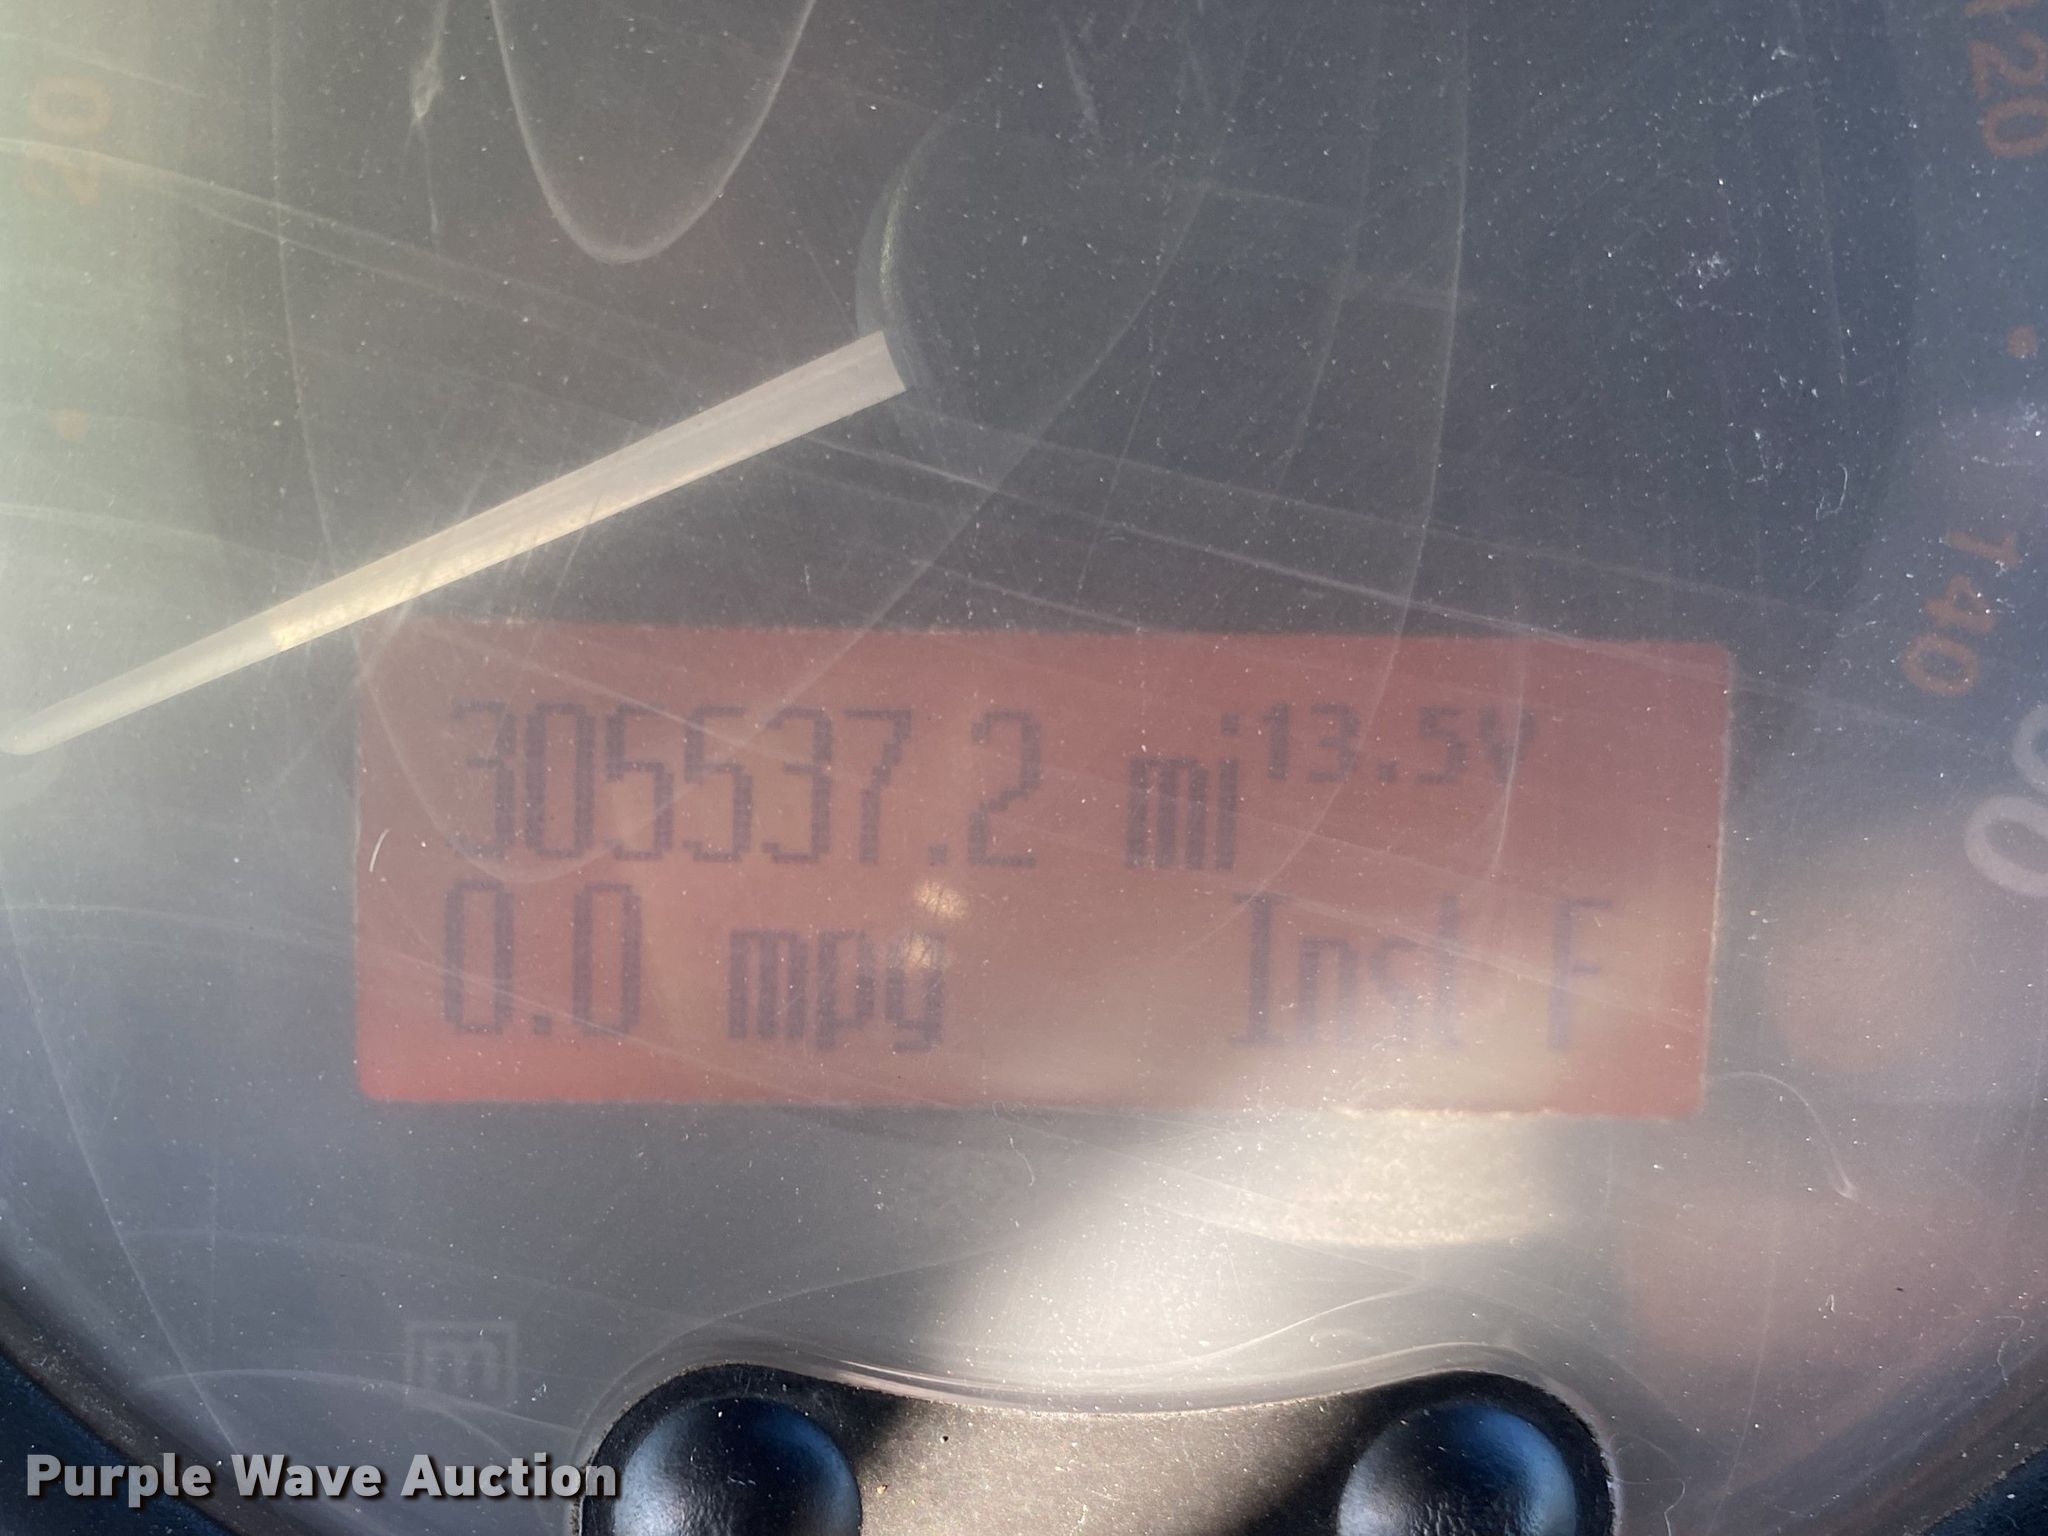 20
120
140
305537.2 mi 13.5V
0.0 mpg Inst F
m
Purple Wave Auction